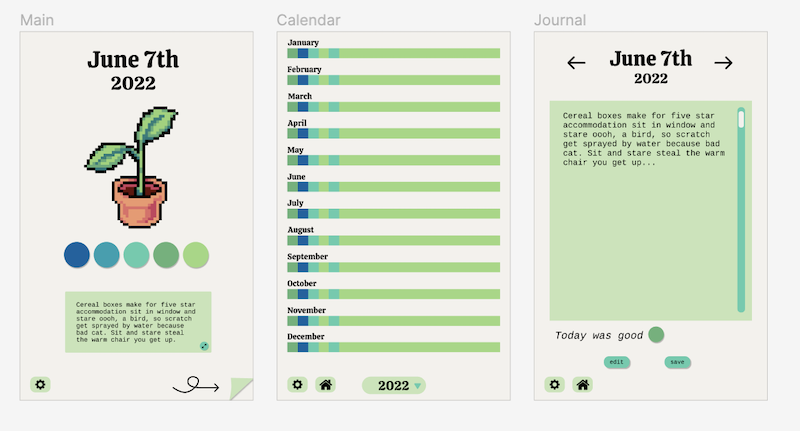 Main
June 7th
2022
Cereal boxes make for five star
accommodation sit in window and
stare oooh, a bird, so scratch
get sprayed by water because
bad cat. Sit and stare steal
the warm chair you get up.
Calendar
January
February
March
April
May
June
July
August
September
October
November
December
2022
Journal
June 7th
2022
Cereal boxes make for five star
accommodation sit in window and
stare oooh, a bird, so scratch
get sprayed by water because bad
cat. Sit and stare steal the warm
chair you get up...
Today was good
edit
save